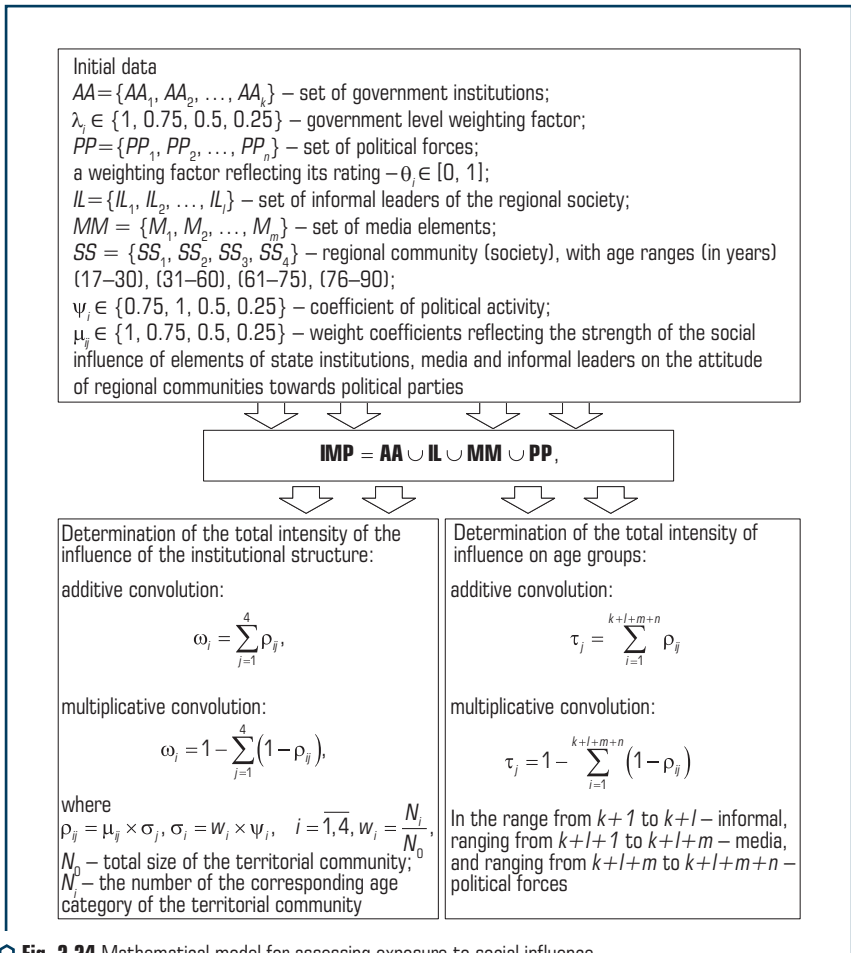 Initial data
AA={AA₁, AA₂, …, AAₖ} – set of government institutions;
λᵢ ∈ {1, 0.75, 0.5, 0.25} – government level weighting factor;
PP={PP₁, PP₂, …, PPₙ} – set of political forces;
a weighting factor reflecting its rating – θᵢ ∈ [0, 1];
IL={IL₁, IL₂, …, ILₗ} – set of informal leaders of the regional society;
MM = {M₁, M₂, …, Mₘ} – set of media elements;
SS = {SS₁, SS₂, SS₃, SS₄} – regional community (society), with age ranges (in years)
(17–30), (31–60), (61–75), (76–90);
ψᵢ ∈ {0.75, 1, 0.5, 0.25} – coefficient of political activity;
μᵢⱼ ∈ {1, 0.75, 0.5, 0.25} – weight coefficients reflecting the strength of the social
influence of elements of state institutions, media and informal leaders on the attitude
of regional communities towards political parties
IMP = AA ∪ IL ∪ MM ∪ PP,
Determination of the total intensity of the
influence of the institutional structure:
additive convolution:
ωᵢ = ∑_{j=1}^{4} ρᵢⱼ,
multiplicative convolution:
ωᵢ = 1 − ∑_{j=1}^{4} (1 − ρᵢⱼ),
where
ρᵢⱼ = μᵢⱼ × σⱼ, σᵢ = wᵢ × ψᵢ, i = \overline{1,4}, wᵢ = Nᵢ/N₀,
N₀ – total size of the territorial community;
Nᵢ – the number of the corresponding age
category of the territorial community
Determination of the total intensity of
influence on age groups:
additive convolution:
τⱼ = ∑_{i=1}^{k+l+m+n} ρᵢⱼ
multiplicative convolution:
τⱼ = 1 − ∑_{i=1}^{k+l+m+n} (1 − ρᵢⱼ)
In the range from k+1 to k+l – informal,
ranging from k+l+1 to k+l+m – media,
and ranging from k+l+m to k+l+m+n –
political forces
Fig. 2.24 Mathematical model for assessing exposure to social influence